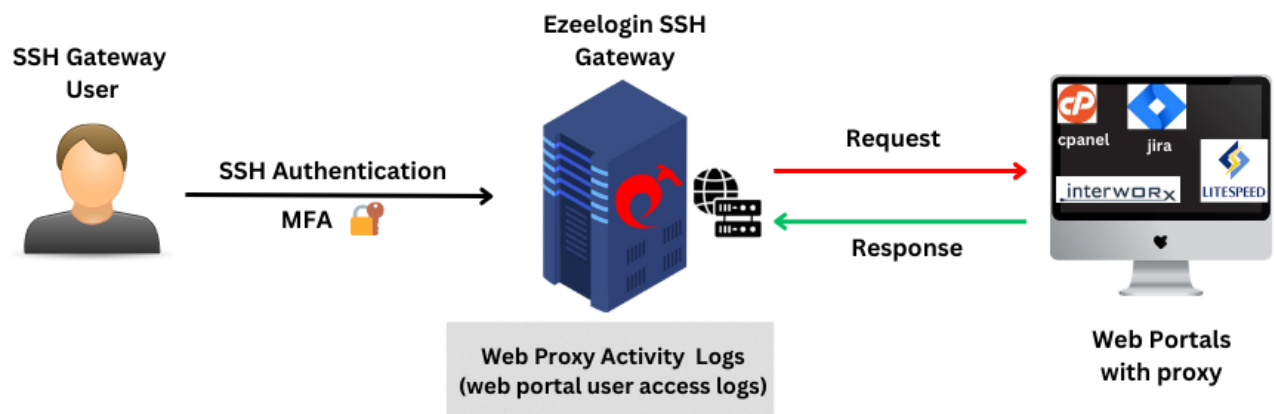 SSH Gateway
User
SSH Authentication
MFA
Ezeelogin SSH
Gateway
Web Proxy Activity Logs
(web portal user access logs)
Request
Response
cP
cpanel
jira
interworx
LITESPEED
Web Portals
with proxy